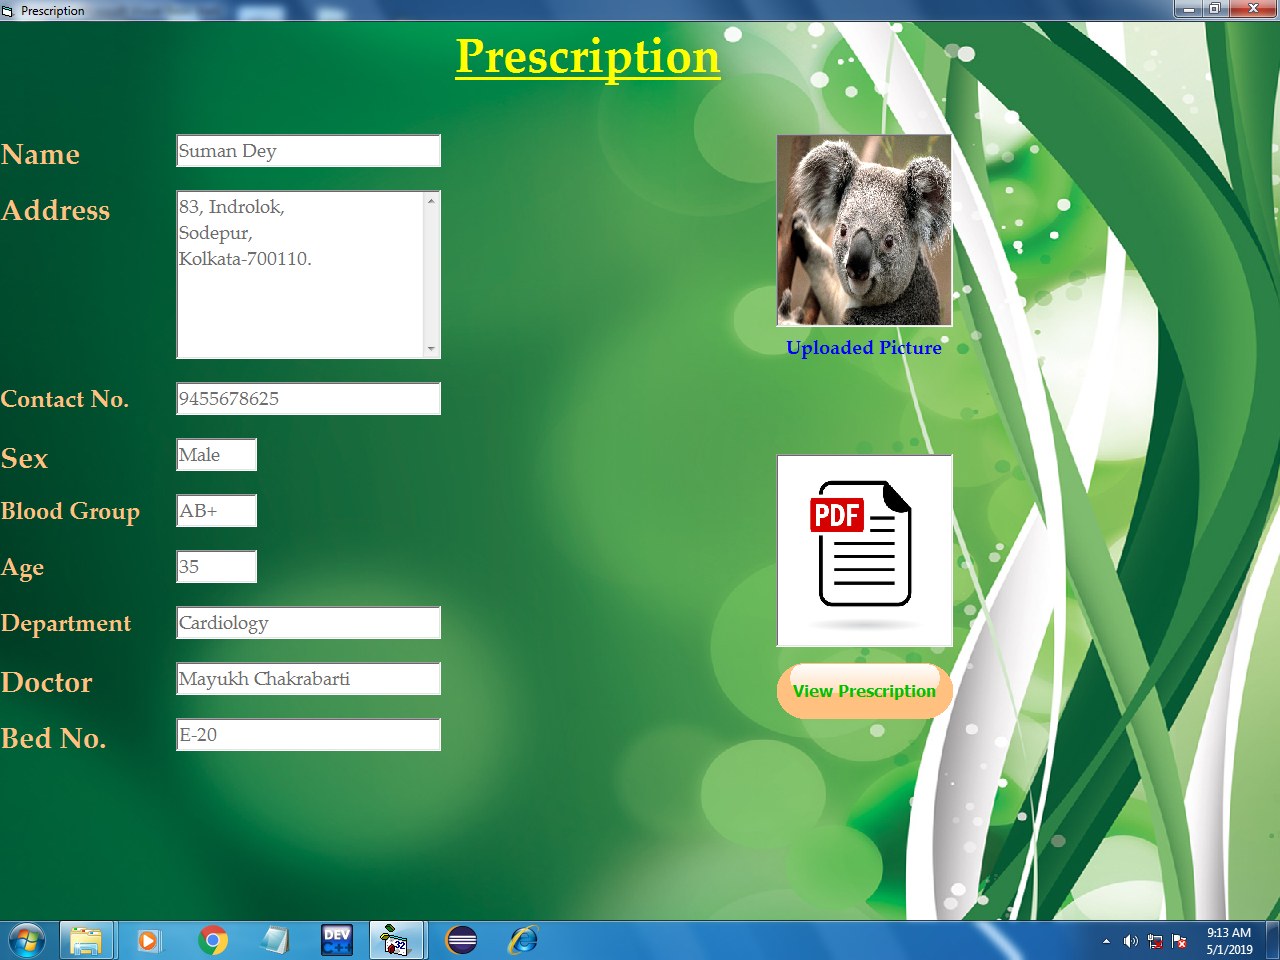 Prescription
Prescription
Name
Suman Dey
Address
83, Indrolok,
Sodepur,
Kolkata-700110.
Uploaded Picture
Contact No.
9455678625
Sex
Male
Blood Group
AB+
PDF
Age
35
Department
Cardiology
Doctor
Mayukh Chakrabarti
View Prescription
Bed No.
E-20
DEV
C++
32
9:13 AM
5/1/2019